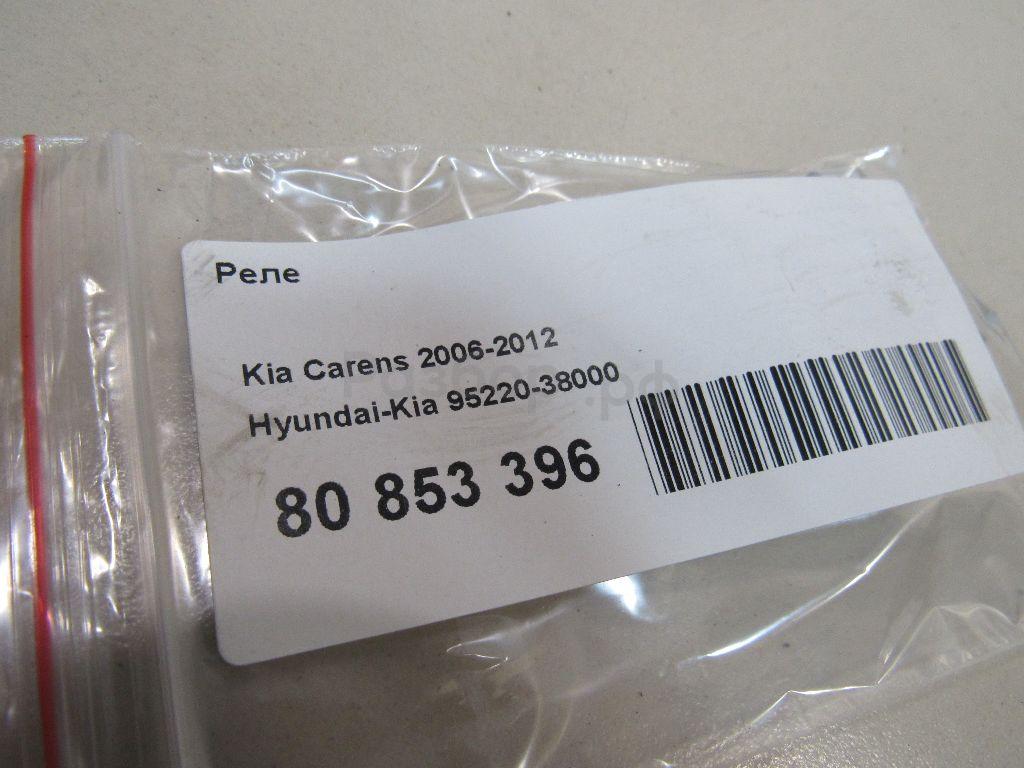 Реле
Kia Carens 2006-2012
Hyundai-Kia 95220-38000
80 853 396